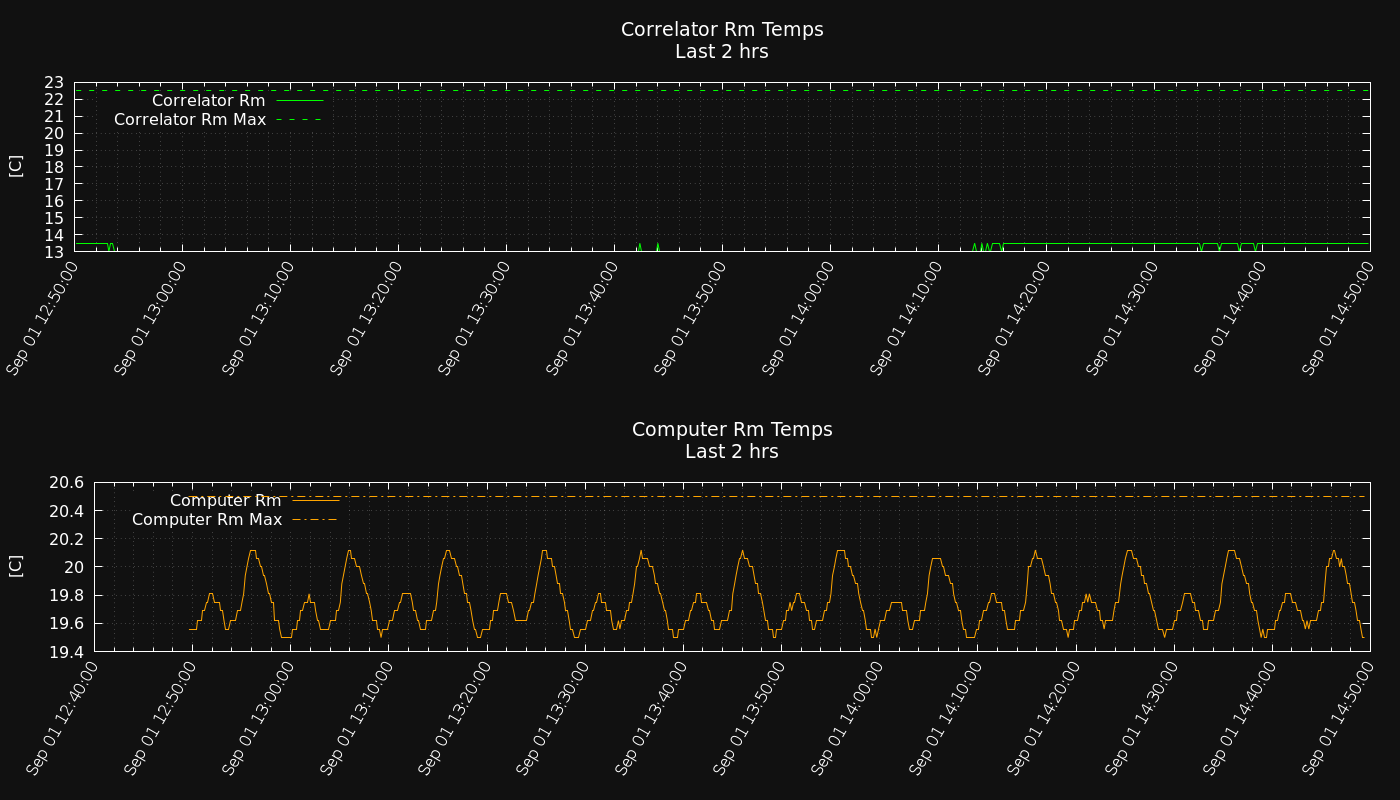 Correlator Rm Temps
Last 2 hrs
23
22
21
20
19
18
17
16
15
14
13
[C]
Correlator Rm
Correlator Rm Max
Sep 01 12:50:00
Sep 01 13:00:00
Sep 01 13:10:00
Sep 01 13:20:00
Sep 01 13:30:00
Sep 01 13:40:00
Sep 01 13:50:00
Sep 01 14:00:00
Sep 01 14:10:00
Sep 01 14:20:00
Sep 01 14:30:00
Sep 01 14:40:00
Sep 01 14:50:00
Computer Rm Temps
Last 2 hrs
20.6
20.4
20.2
20
19.8
19.6
19.4
[C]
Computer Rm
Computer Rm Max
Sep 01 12:40:00
Sep 01 12:50:00
Sep 01 13:00:00
Sep 01 13:10:00
Sep 01 13:20:00
Sep 01 13:30:00
Sep 01 13:40:00
Sep 01 13:50:00
Sep 01 14:00:00
Sep 01 14:10:00
Sep 01 14:20:00
Sep 01 14:30:00
Sep 01 14:40:00
Sep 01 14:50:00